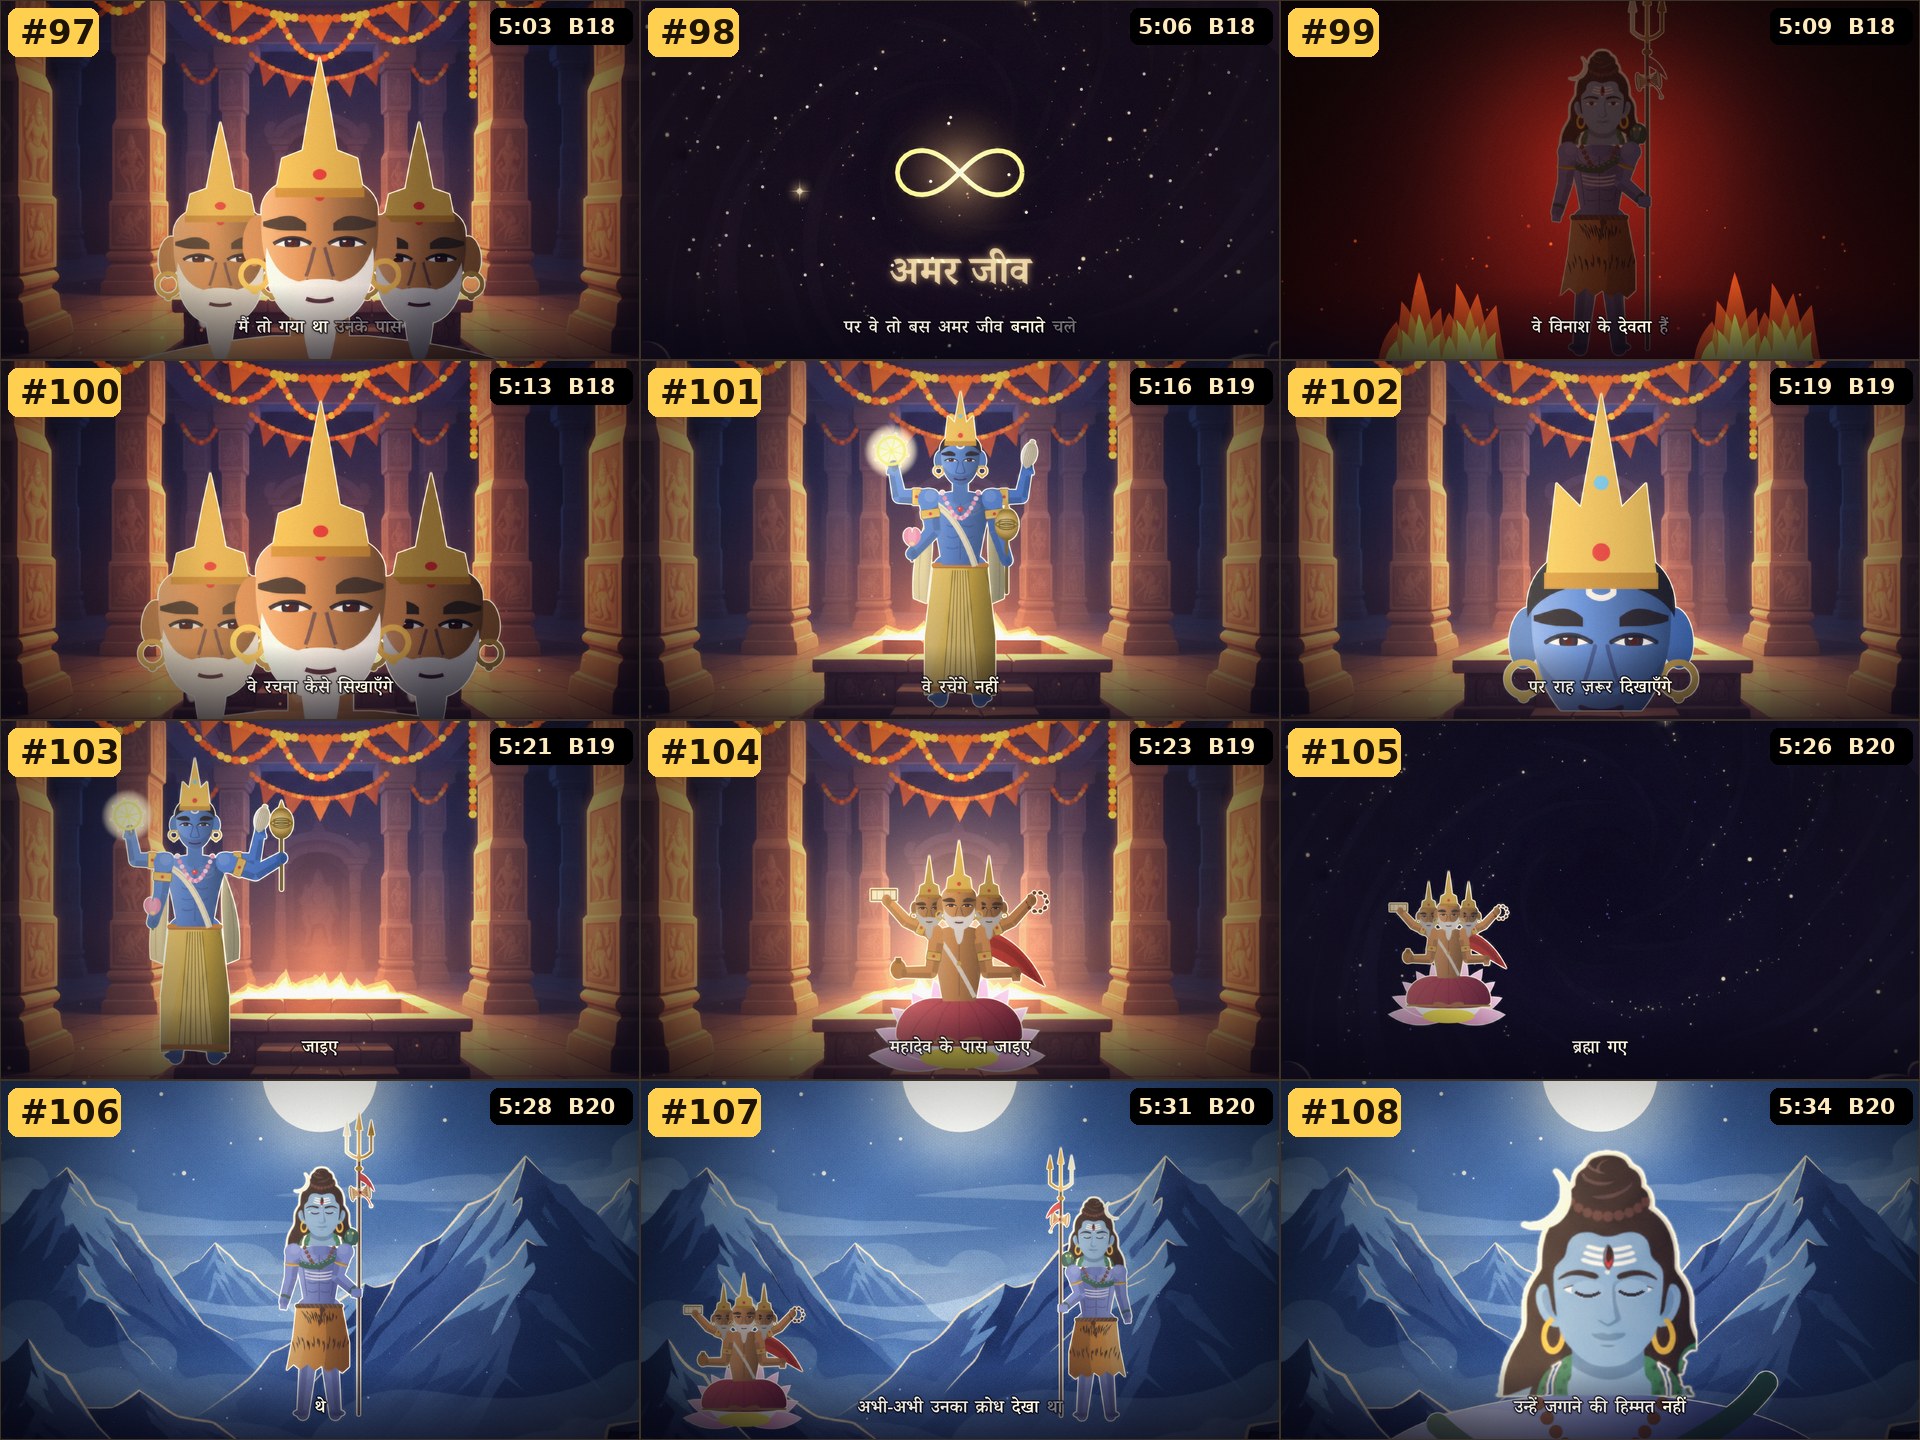 #97
5:03 B18
मैं तो गया था उनके पास
#98
5:06 B18
अमर जीव
पर वे तो बस अमर जीव बनाते चले
#99
5:09 B18
वे विनाश के देवता हैं
#100
5:13 B18
वे रचना कैसे सिखाएँगे
#101
5:16 B19
वे रचेंगे नहीं
#102
5:19 B19
पर राह ज़रूर दिखाएँगे
#103
5:21 B19
जाइए
#104
5:23 B19
महादेव के पास जाइए
#105
5:26 B20
ब्रह्मा गए
#106
5:28 B20
थे
#107
5:31 B20
अभी-अभी उनका क्रोध देखा था
#108
5:34 B20
उन्हें जगाने की हिम्मत नहीं